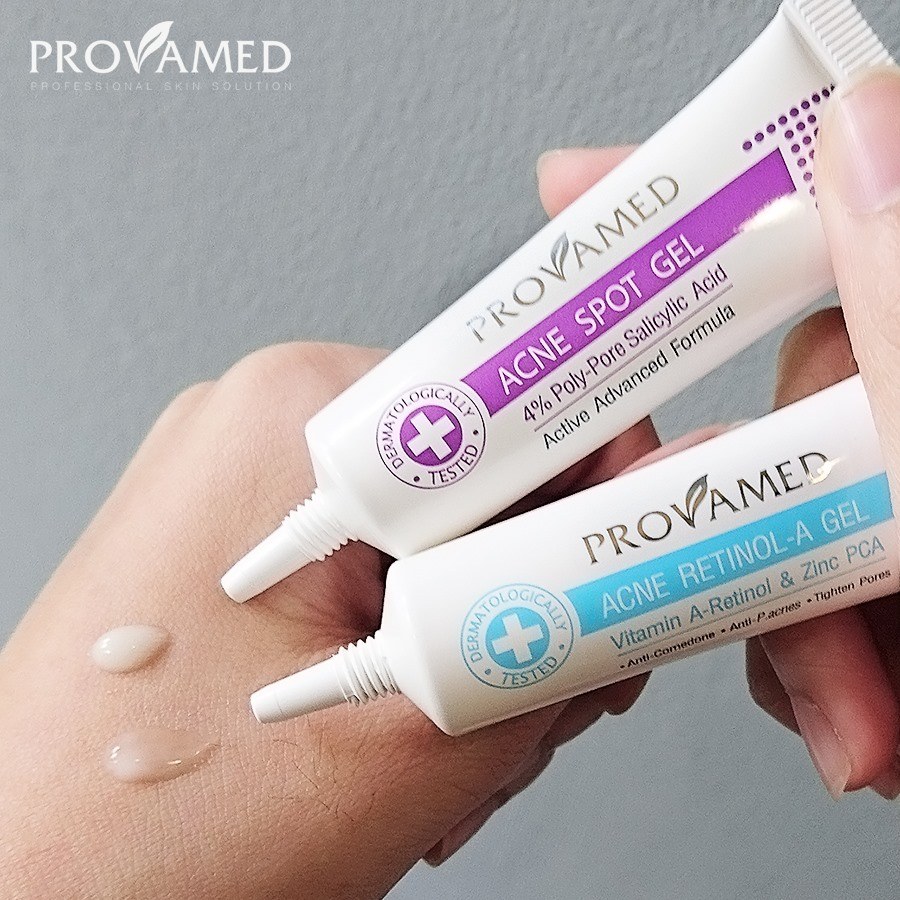 PROVAMED
PROFESSIONAL SKIN SOLUTION
PROVAMED
ACNE SPOT GEL
4% Poly-Pore Salicylic Acid
Active Advanced Formula
DERMATOLOGICALLY
• TESTED •
PROVAMED
ACNE RETINOL-A GEL
Vitamin A-Retinol & Zinc PCA
• Anti-Comedone • Anti-P.acnes • Tighten Pores
DERMATOLOGICALLY
• TESTED •